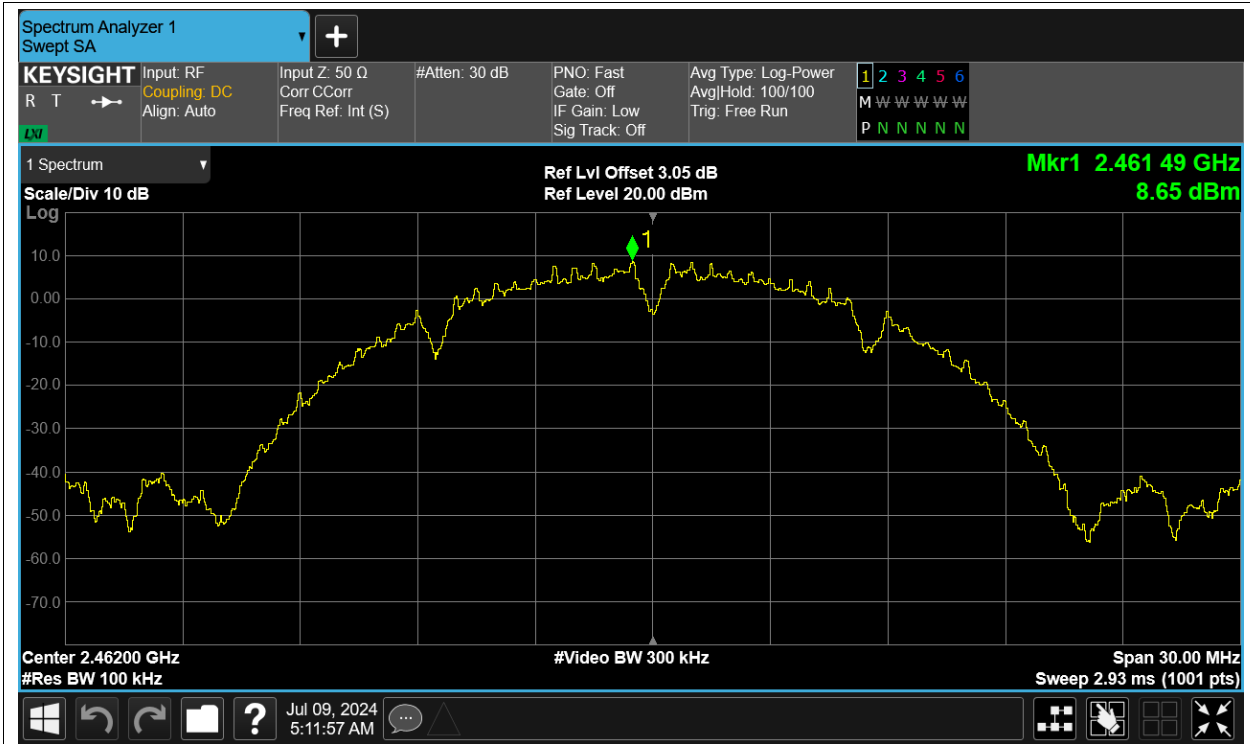 Spectrum Analyzer 1
Swept SA
KEYSIGHT
R T
LXI
Input: RF
Coupling: DC
Align: Auto
Input Z: 50 Ω
Corr CCorr
Freq Ref: Int (S)
#Atten: 30 dB
PNO: Fast
Gate: Off
IF Gain: Low
Sig Track: Off
Avg Type: Log-Power
Avg|Hold: 100/100
Trig: Free Run
1 2 3 4 5 6
M W W W W W
P N N N N N
1 Spectrum
Scale/Div 10 dB
Log
Ref Lvl Offset 3.05 dB
Ref Level 20.00 dBm
Mkr1 2.461 49 GHz
8.65 dBm
1
10.0
0.00
-10.0
-20.0
-30.0
-40.0
-50.0
-60.0
-70.0
Center 2.46200 GHz
#Res BW 100 kHz
#Video BW 300 kHz
Span 30.00 MHz
Sweep 2.93 ms (1001 pts)
?
Jul 09, 2024
5:11:57 AM